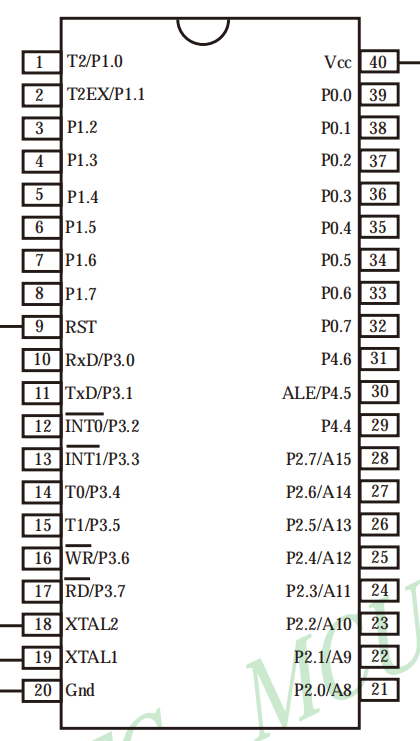 1 T2/P1.0 Vcc 40
2 T2EX/P1.1 P0.0 39
3 P1.2 P0.1 38
4 P1.3 P0.2 37
5 P1.4 P0.3 36
6 P1.5 P0.4 35
7 P1.6 P0.5 34
8 P1.7 P0.6 33
9 RST P0.7 32
10 RxD/P3.0 P4.6 31
11 TxD/P3.1 ALE/P4.5 30
12 INT0/P3.2 P4.4 29
13 INT1/P3.3 P2.7/A15 28
14 T0/P3.4 P2.6/A14 27
15 T1/P3.5 P2.5/A13 26
16 WR/P3.6 P2.4/A12 25
17 RD/P3.7 P2.3/A11 24
18 XTAL2 P2.2/A10 23
19 XTAL1 P2.1/A9 22
20 Gnd P2.0/A8 21
MCU